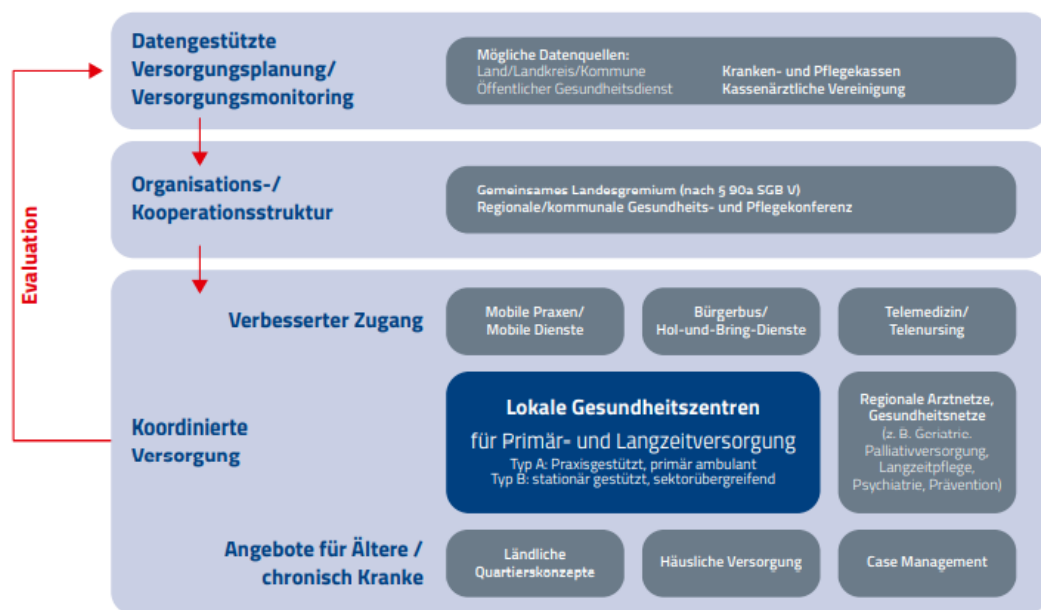 Datengestützte
Versorgungsplanung/
Versorgungsmonitoring
Mögliche Datenquellen:
Land/Landkreis/Kommune
Öffentlicher Gesundheitsdienst
Kranken- und Pflegekassen
Kassenärztliche Vereinigung
Organisations-/
Kooperationsstruktur
Gemeinsames Landesgremium (nach § 90a SGB V)
Regionale/kommunale Gesundheits- und Pflegekonferenz
Evaluation
Verbesserter Zugang
Mobile Praxen/
Mobile Dienste
Bürgerbus/
Hol-und-Bring-Dienste
Telemedizin/
Telenursing
Koordinierte
Versorgung
Lokale Gesundheitszentren
für Primär- und Langzeitversorgung
Typ A: Praxisgestützt, primär ambulant
Typ B: stationär gestützt, sektorübergreifend
Regionale Arztnetze,
Gesundheitsnetze
(z. B. Geriatrie.
Palliativversorgung,
Langzeitpflege,
Psychiatrie, Prävention)
Angebote für Ältere /
chronisch Kranke
Ländliche
Quartierskonzepte
Häusliche Versorgung
Case Management